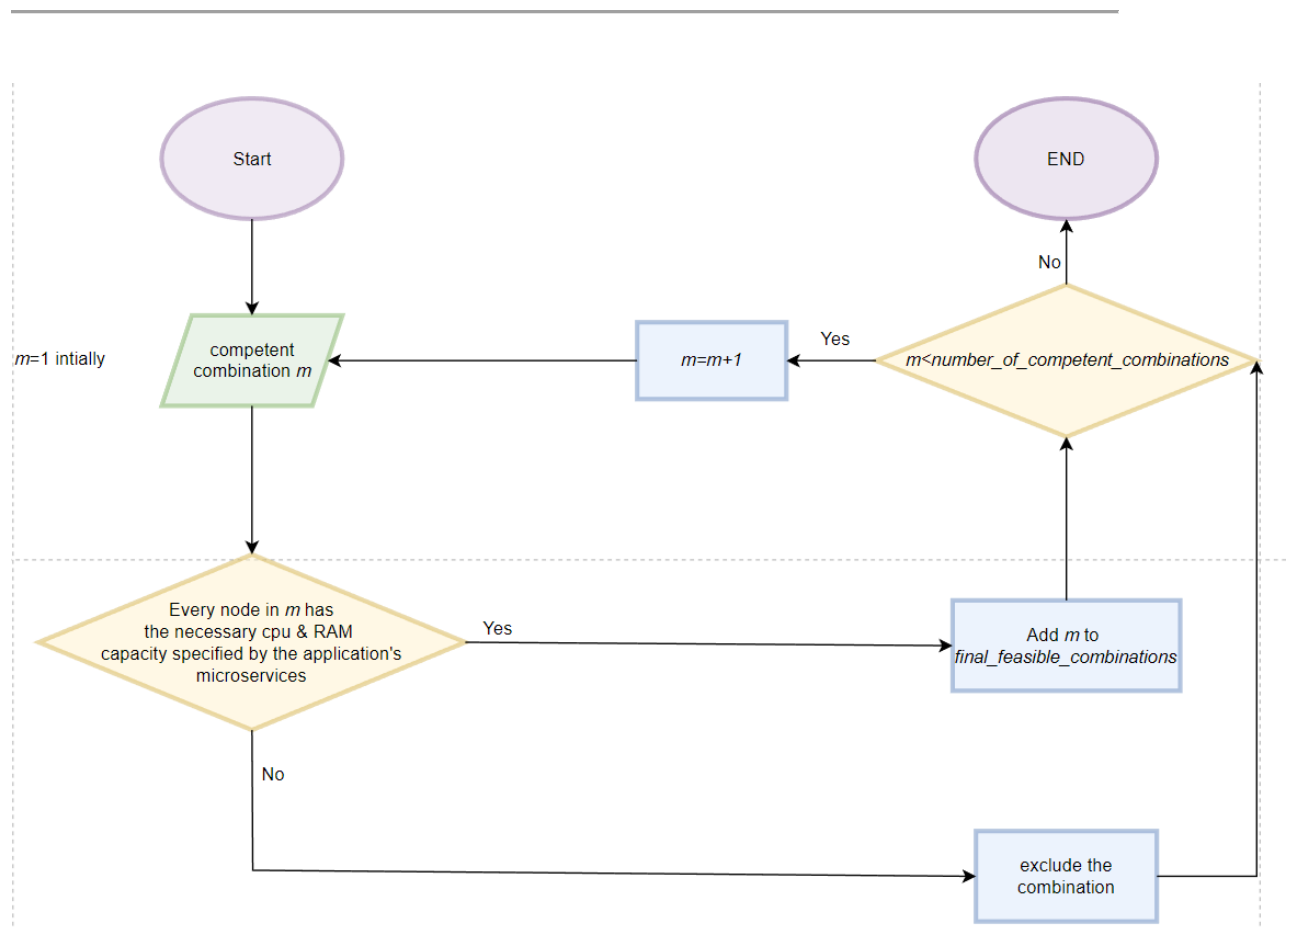 Start
END
No
m=1 intially
competent
combination m
m=m+1
Yes
m<number_of_competent_combinations
Every node in m has
the necessary cpu & RAM
capacity specified by the application's
microservices
Yes
Add m to
final_feasible_combinations
No
exclude the
combination